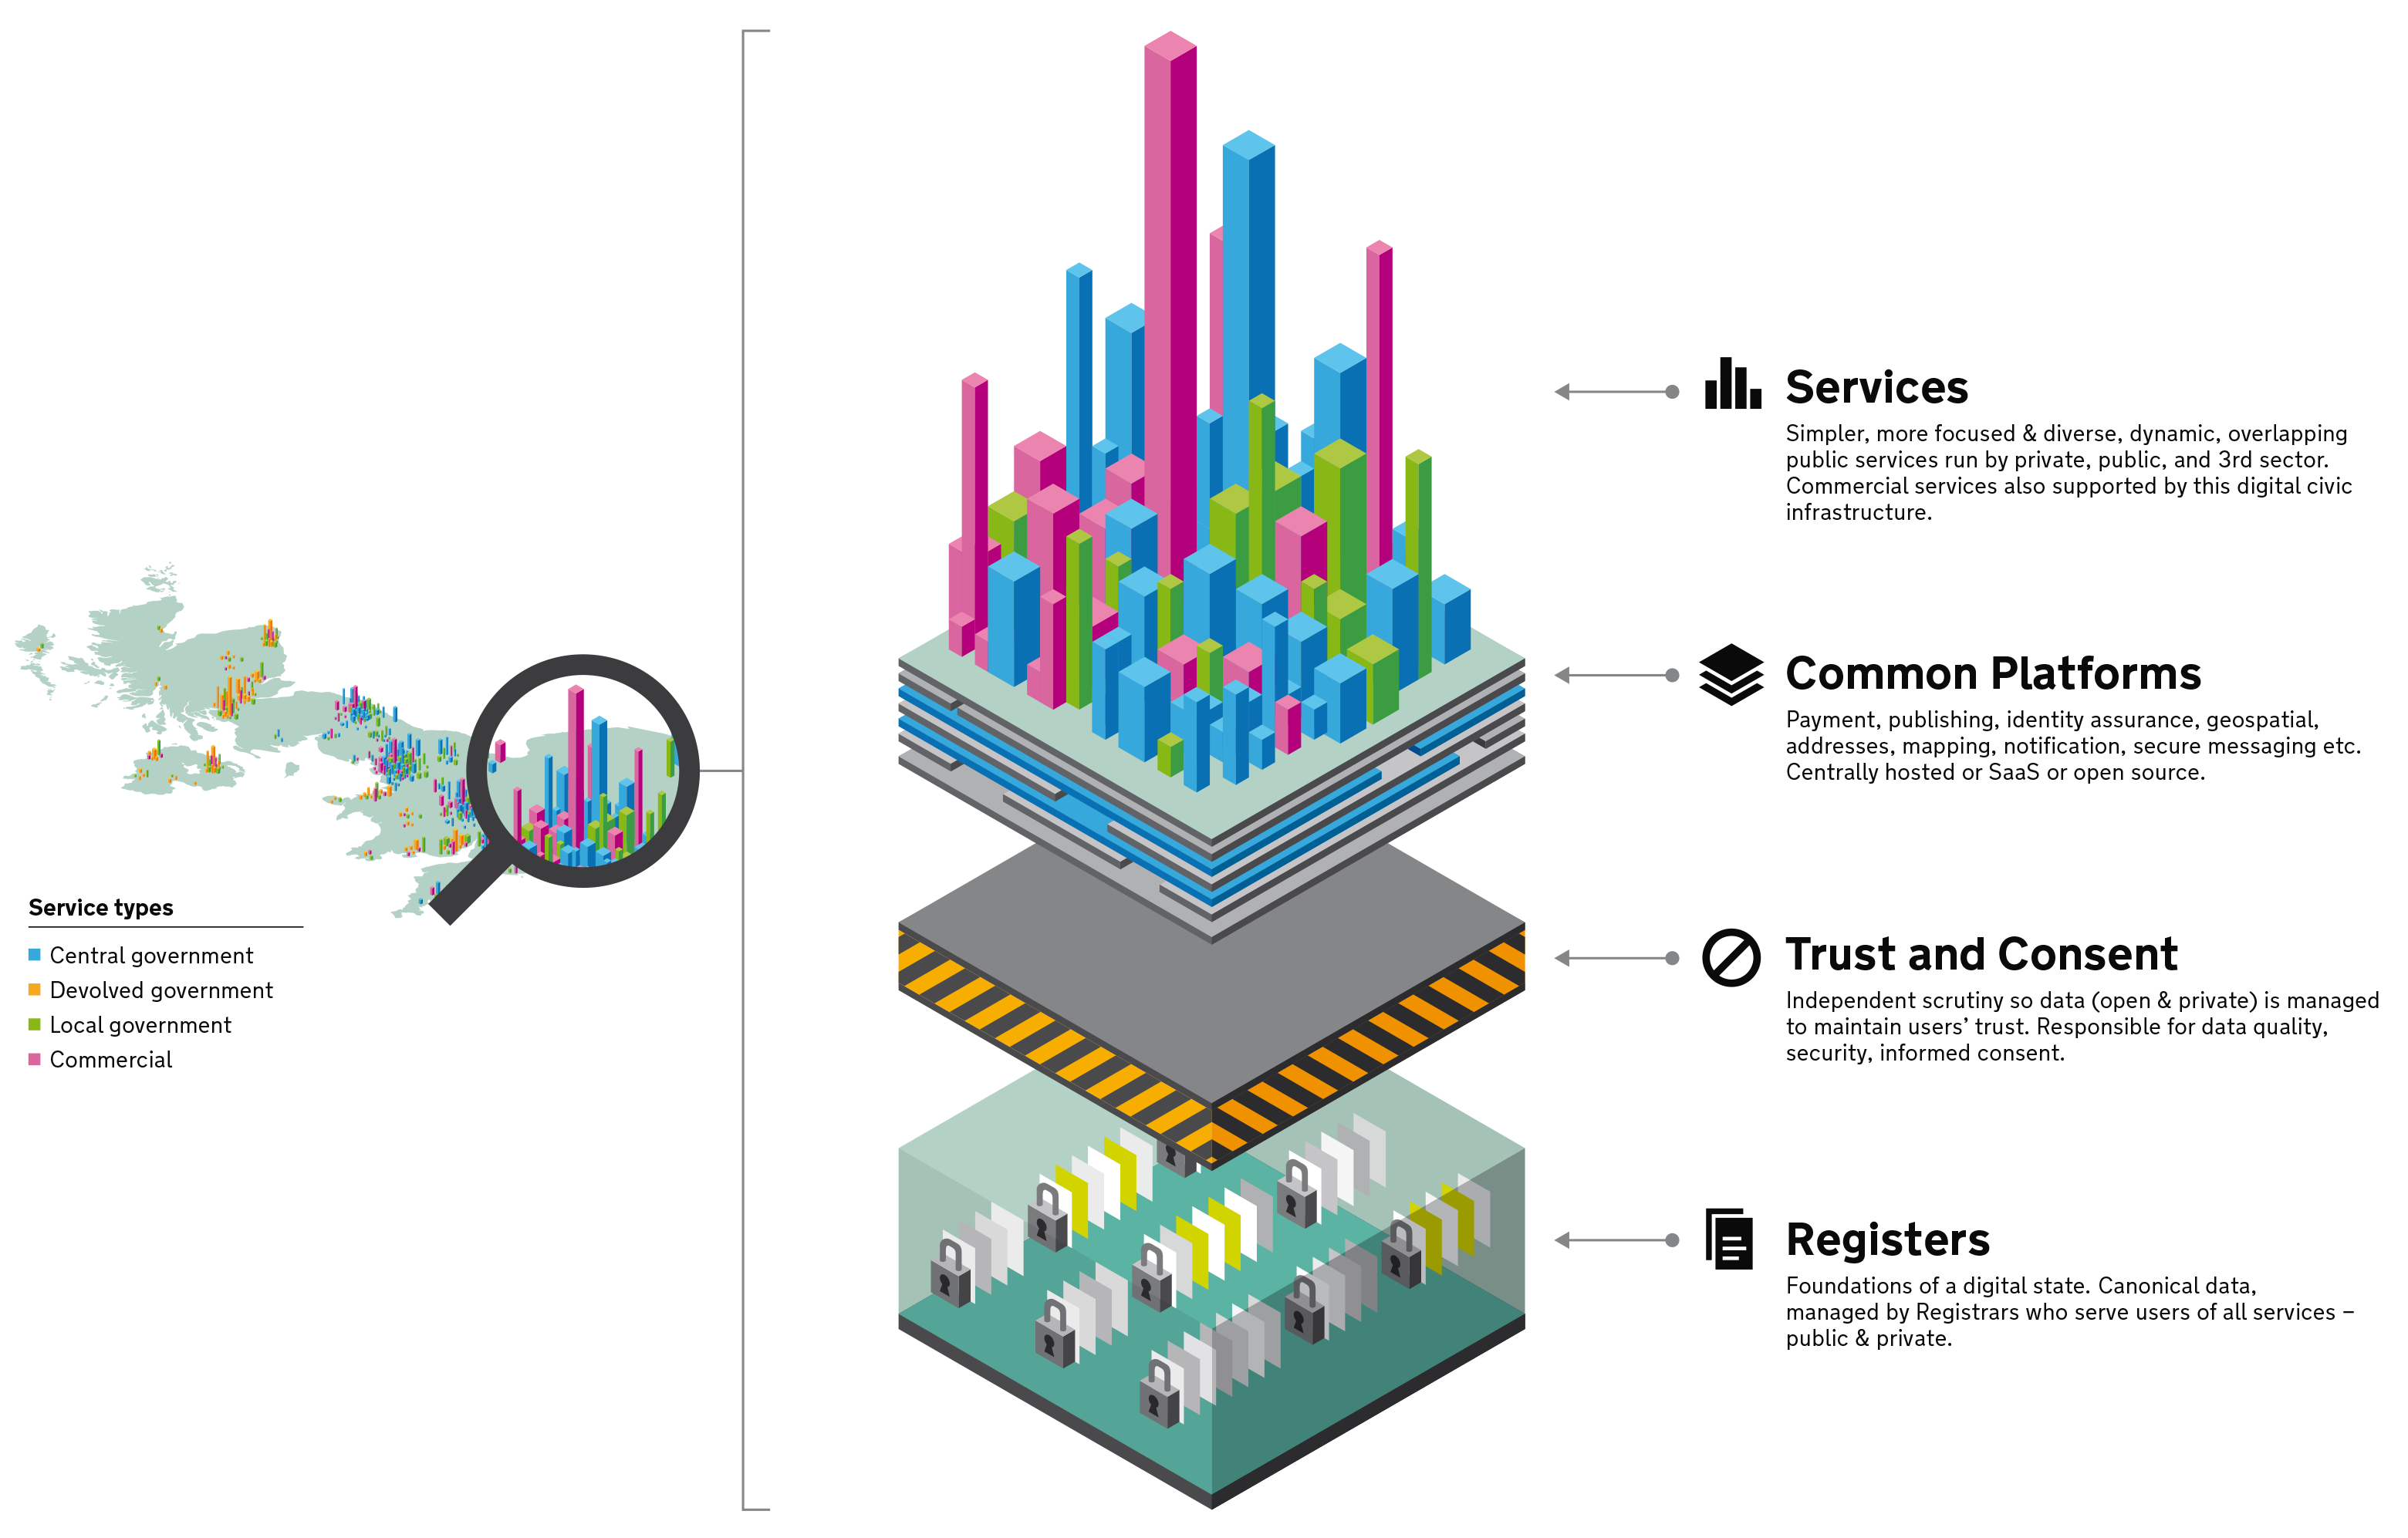 Service types
Central government
Devolved government
Local government
Commercial
Services
Simpler, more focused & diverse, dynamic, overlapping
public services run by private, public, and 3rd sector.
Commercial services also supported by this digital civic
infrastructure.
Common Platforms
Payment, publishing, identity assurance, geospatial,
addresses, mapping, notification, secure messaging etc.
Centrally hosted or SaaS or open source.
Trust and Consent
Independent scrutiny so data (open & private) is managed
to maintain users’ trust. Responsible for data quality,
security, informed consent.
Registers
Foundations of a digital state. Canonical data,
managed by Registrars who serve users of all services –
public & private.